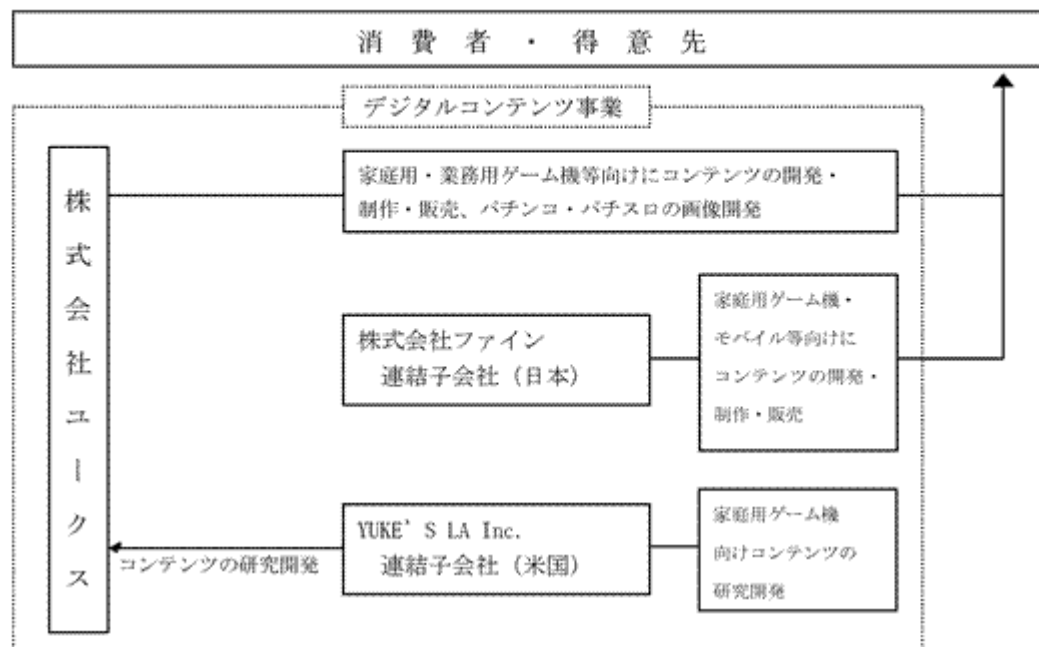 消費者・得意先
デジタルコンテンツ事業
株式会社ユークス
家庭用・業務用ゲーム機等向けにコンテンツの開発・
制作・販売、パチンコ・パチスロの画像開発
株式会社ファイン
連結子会社（日本）
家庭用ゲーム機・
モバイル等向けに
コンテンツの開発・
制作・販売
YUKE'S LA Inc.
連結子会社（米国）
家庭用ゲーム機
向けコンテンツの
研究開発
コンテンツの研究開発